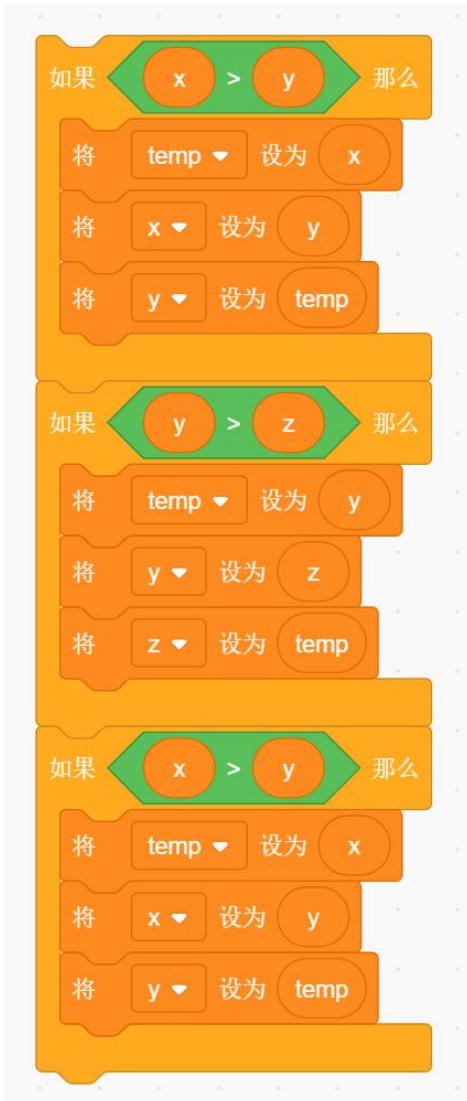 如果 x > y 那么
将 temp 设为 x
将 x 设为 y
将 y 设为 temp
如果 y > z 那么
将 temp 设为 y
将 y 设为 z
将 z 设为 temp
如果 x > y 那么
将 temp 设为 x
将 x 设为 y
将 y 设为 temp